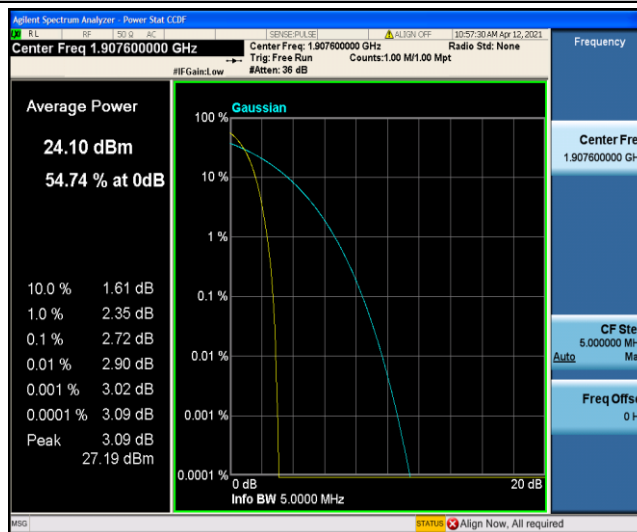 Agilent Spectrum Analyzer - Power Stat CCDF
RL RF 50 Ω AC SENSE:PULSE ALIGN OFF 10:57:30 AM Apr 12, 2021
Center Freq 1.907600000 GHz
Center Freq: 1.907600000 GHz Radio Std: None
Trig: Free Run Counts:1.00 M/1.00 Mpt
#IFGain:Low #Atten: 36 dB
Frequency
Average Power
24.10 dBm
54.74 % at 0dB
10.0 % 1.61 dB
1.0 % 2.35 dB
0.1 % 2.72 dB
0.01 % 2.90 dB
0.001 % 3.02 dB
0.0001 % 3.09 dB
Peak 3.09 dB
27.19 dBm
Gaussian
100 %
10 %
1 %
0.1 %
0.01 %
0.001 %
0.0001 %
0 dB 20 dB
Info BW 5.0000 MHz
Center Fre
1.907600000 GH
CF Ste
5.000000 MH
Auto Ma
Freq Offs
0 H
MSG STATUS Align Now, All required